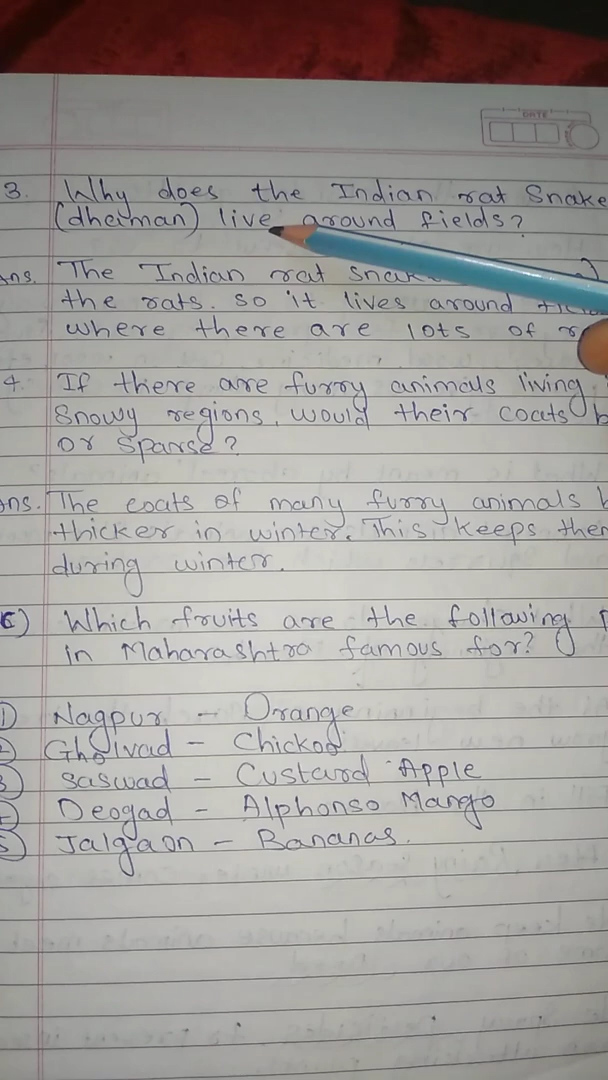 DATE
3. Why does the Indian rat Snake
(dhaman) live around fields?
Ans. The Indian rat
the rats. so it lives around
where there are lots of
4. If there are furry animals living
Snowy regions, would their coats
or Sparse?
Ans. The coats of many furry animals
thicker in winter. This keeps
during winter.
Which fruits are the following
in Maharashtra famous for?
1 Nagpur - Orange
2 Gholvad - Chickoo
3 Saswad - Custard Apple
Deogad - Alphonso Mango
5 Jalgaon - Bananas.